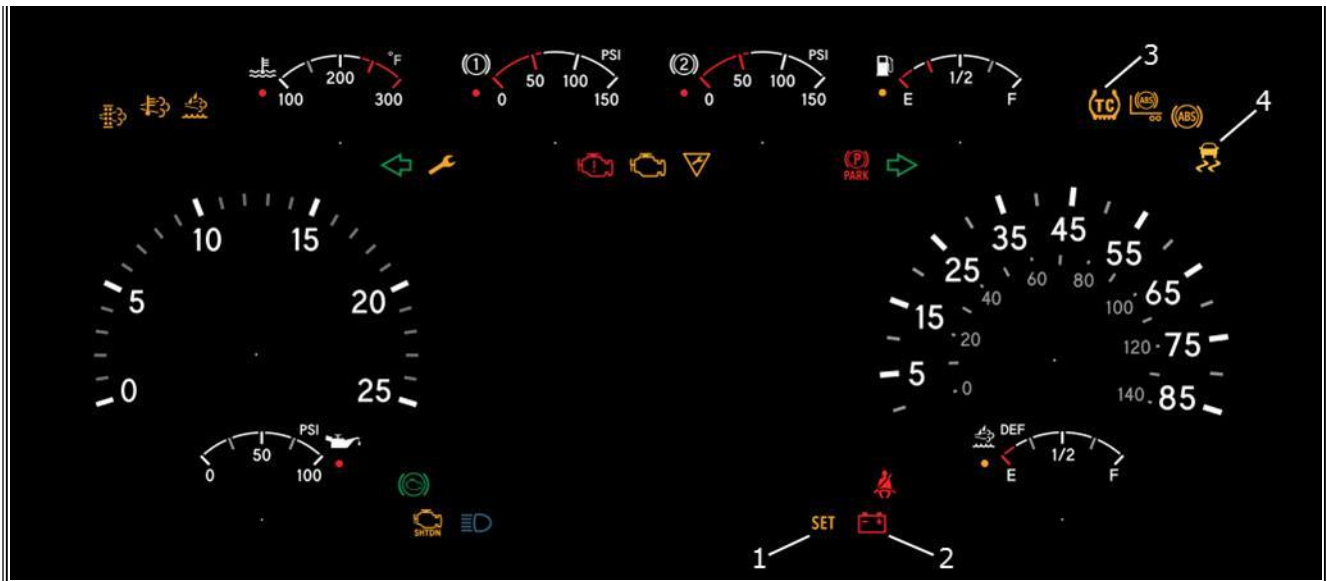 3
4
°F
200
100 300
(1)
PSI
50 100
0 150
(2)
PSI
50 100
0 150
1/2
E F
TC
ABS
ABS
!
P
PARK
0 5 10 15 20 25
5 15 25 35 45 55 65 75 85
0 20 40 60 80 100 120 140
PSI
50
0 100
DEF
1/2
E F
SHTDN
SET
- +
1 2